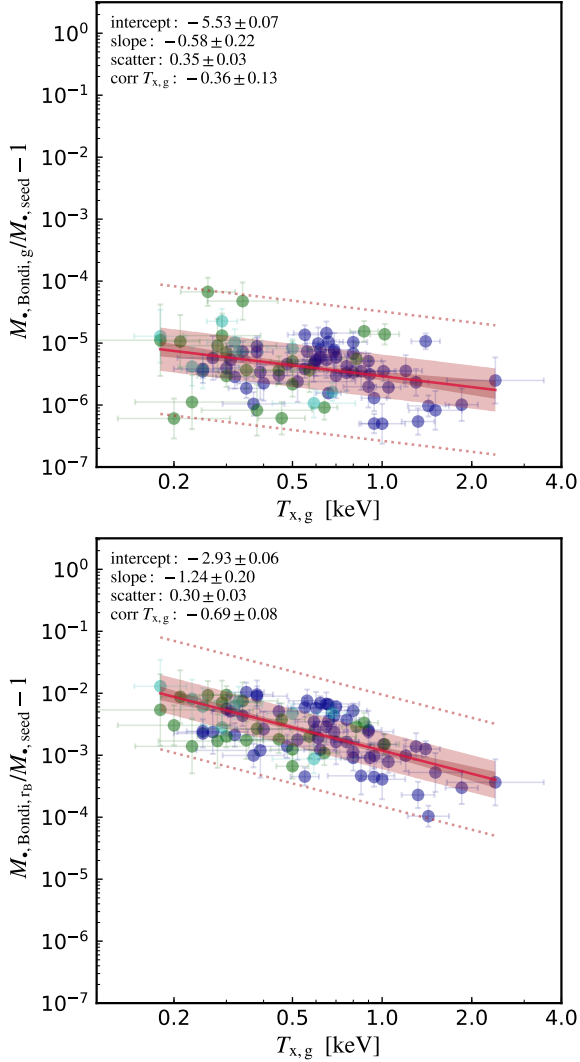 intercept: −5.53±0.07
slope: −0.58±0.22
scatter: 0.35±0.03
corr T_{x,g}: −0.36±0.13
10^0
10^{-1}
10^{-2}
10^{-3}
10^{-4}
10^{-5}
10^{-6}
10^{-7}
M_{•,Bondi,g}/M_{•,seed} − 1
0.2 0.5 1.0 2.0 4.0
T_{x,g} [keV]
intercept: −2.93±0.06
slope: −1.24±0.20
scatter: 0.30±0.03
corr T_{x,g}: −0.69±0.08
10^0
10^{-1}
10^{-2}
10^{-3}
10^{-4}
10^{-5}
10^{-6}
10^{-7}
M_{•,Bondi,r_B}/M_{•,seed} − 1
0.2 0.5 1.0 2.0 4.0
T_{x,g} [keV]